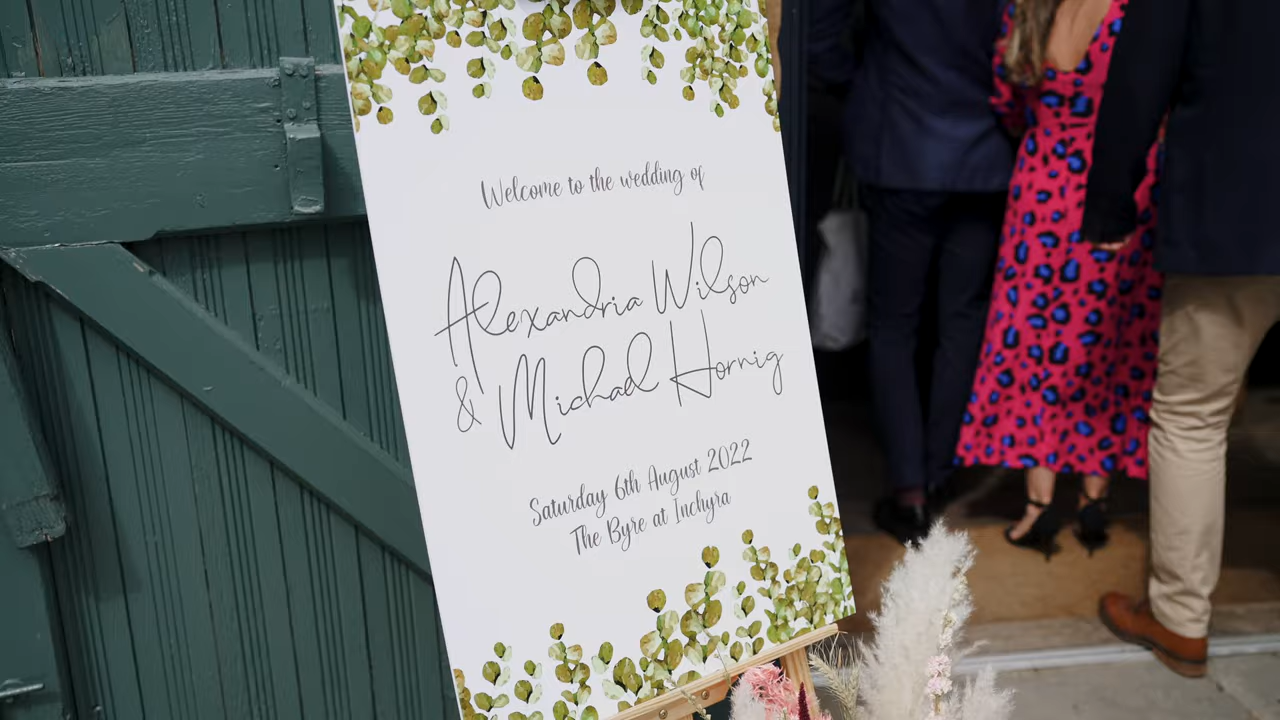 Welcome to the wedding of
Alexandria Wilson
& Michael Hornig
Saturday 6th August 2022
The Byre at Inchyra